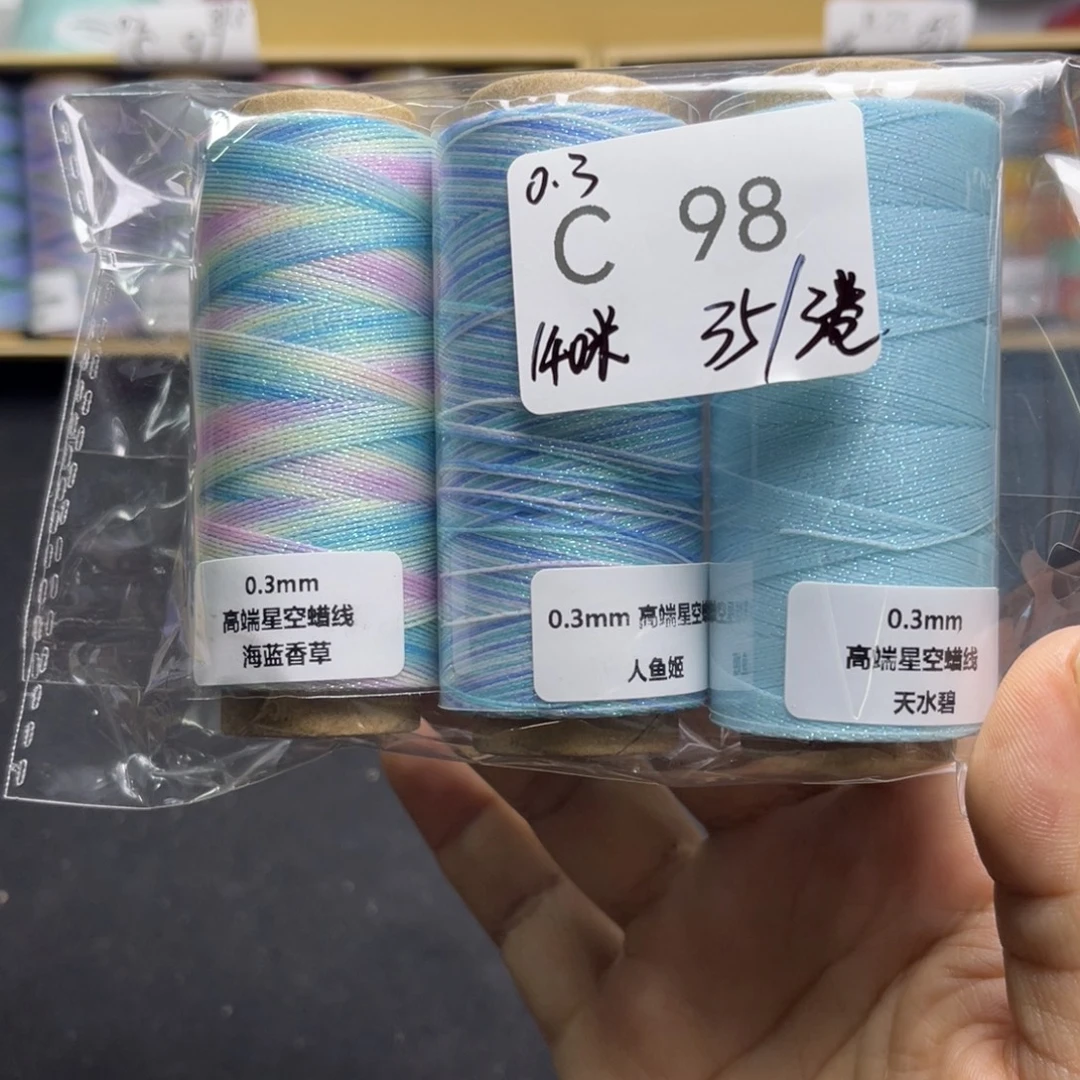 0.3
C 98
140米 35/3卷
0.3mm
高端星空蜡线
海蓝香草
0.3mm 高端星空蜡
人鱼姬
0.3mm
高端星空蜡线
天水碧